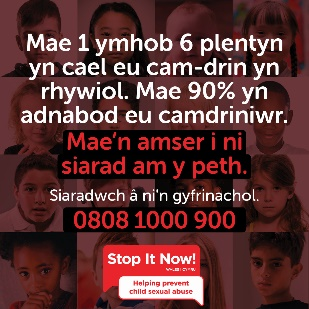 Mae 1 ymhob 6 plentyn
yn cael eu cam-drin yn
rhywiol. Mae 90% yn
adnabod eu camdriniwr.
Mae'n amser i ni
siarad am y peth.
Siaradwch â ni'n gyfrinachol.
0808 1000 900
Stop It Now!
WALES | CYMRU
Helping prevent
child sexual abuse